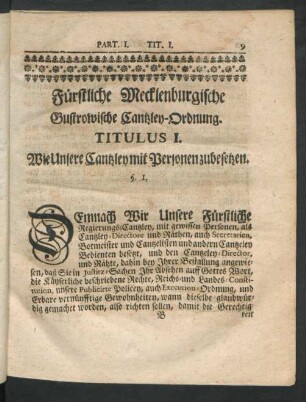 PART. I. TIT. I. 9
Fürstliche Mecklenburgische
Gustrowische Cantzley-Ordnung.
TITULUS I.
Wie Unsere Cantzley mit Personen zubesetzen.
§. 1.
DEmnach Wir Unsere Fürstliche
Regierungs-Cantzley, mit gewissen Personen, als
Cantzley-Directore und Räthen, auch Secretarien,
Botmeister und Cantzelisten und andern Cantzley
Bedienten besetzt, und den Cantzeley-Director,
und Rähte, dahin bey Ihrer Bestallung angewie-
sen, daß Sie in Justitz-Sachen Ihr Absehen auff Gottes Wort,
die Käyserliche beschriebene Rechte, Reichs und Landes-Consti-
tution, unsere Publicirte Policey, auch Execution-Ordnung, und
Erbare vernünfftige Gewohnheiten, wann dieselbe glaubwür-
dig gemachet worden, also richten sollen, damit die Gerechtig-
B keit